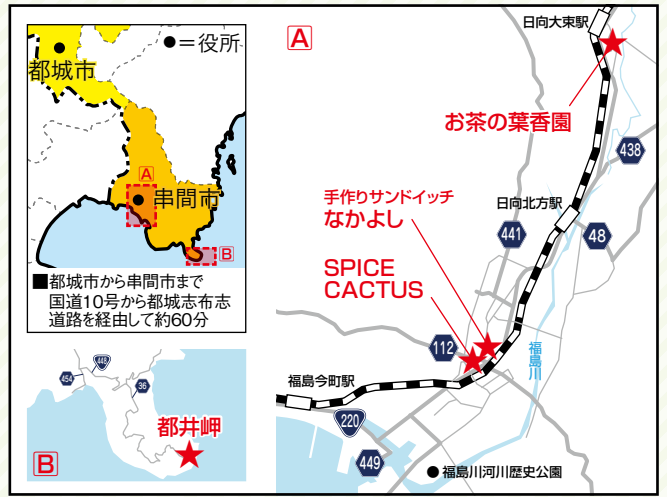 ●＝役所
都城市
A
串間市
B
■都城市から串間市まで
国道10号から都城志布志
道路を経由して約60分
448
454
36
都井岬
B
A
日向大束駅
お茶の葉香園
438
手作りサンドイッチ
なかよし
日向北方駅
441
48
SPICE
CACTUS
112
福島川
福島今町駅
220
449
●福島川河川歴史公園